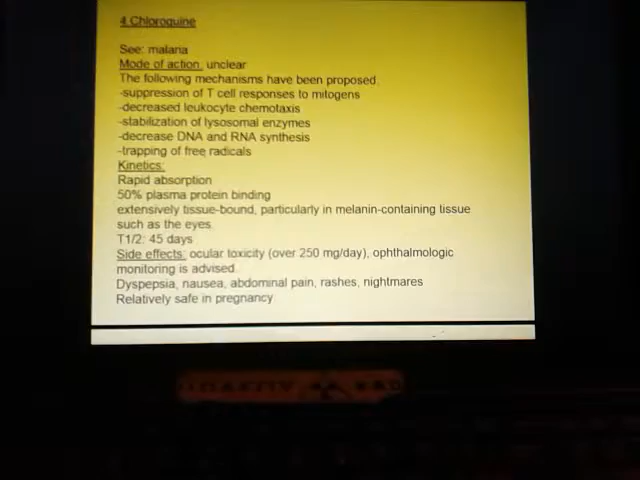 4 Chloroquine
See: malaria
Mode of action: unclear
The following mechanisms have been proposed.
-suppression of T cell responses to mitogens
-decreased leukocyte chemotaxis
-stabilization of lysosomal enzymes
-decrease DNA and RNA synthesis
-trapping of free radicals
Kinetics:
Rapid absorption
50% plasma protein binding
extensively tissue-bound, particularly in melanin-containing tissue
such as the eyes.
T1/2: 45 days
Side effects: ocular toxicity (over 250 mg/day), ophthalmologic
monitoring is advised.
Dyspepsia, nausea, abdominal pain, rashes, nightmares
Relatively safe in pregnancy